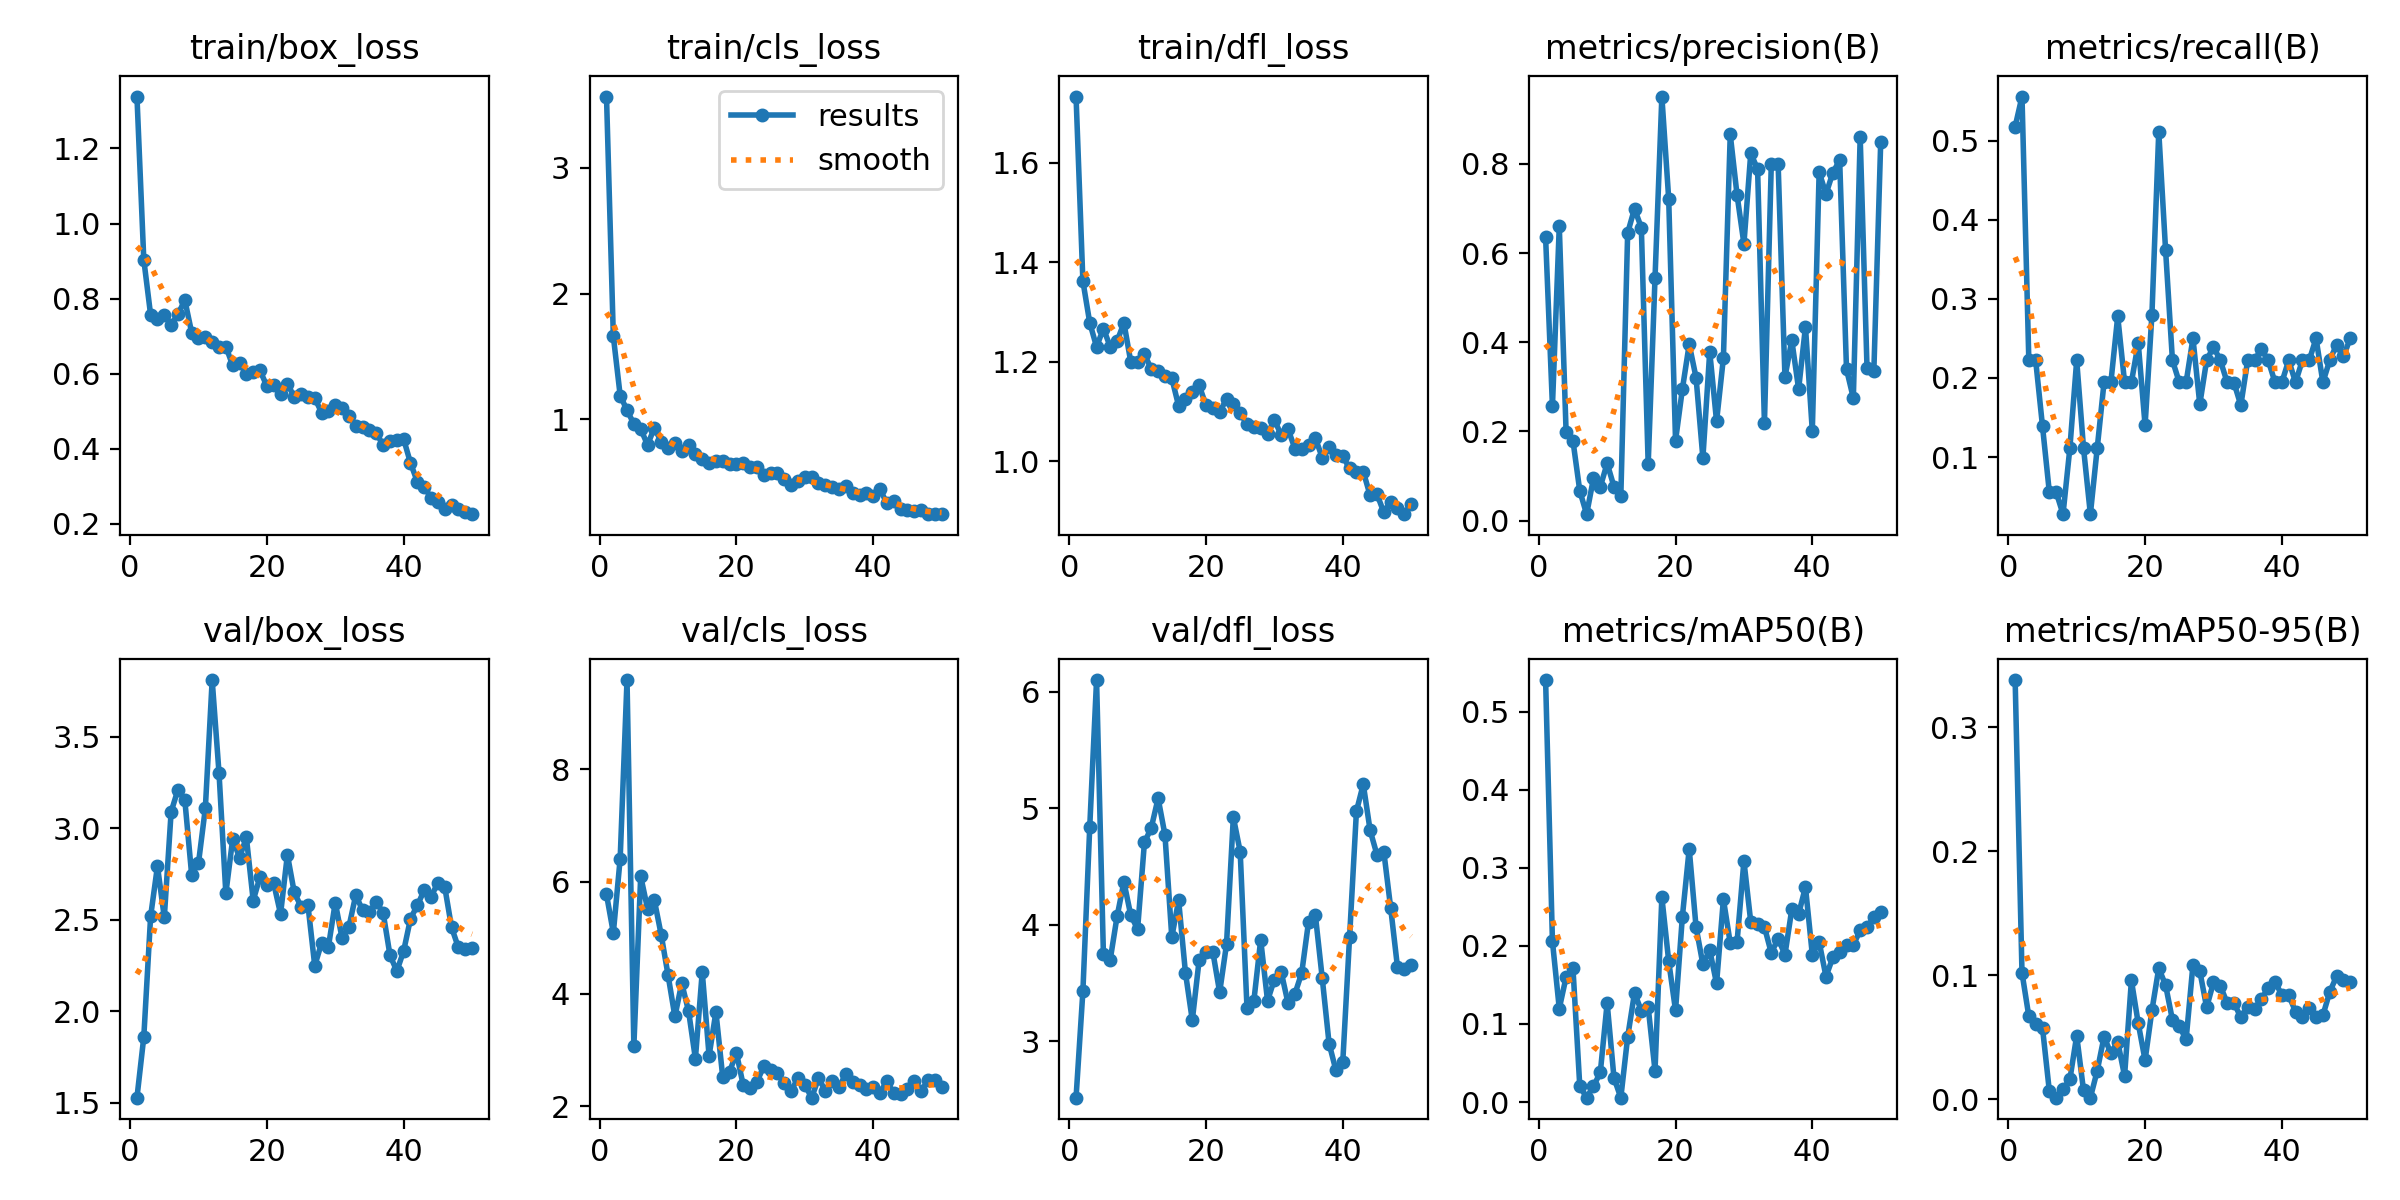 train/box_loss
1.2
1.0
0.8
0.6
0.4
0.2
0 20 40
train/cls_loss
results
smooth
3
2
1
0 20 40
train/dfl_loss
1.6
1.4
1.2
1.0
0 20 40
metrics/precision(B)
0.8
0.6
0.4
0.2
0.0
0 20 40
metrics/recall(B)
0.5
0.4
0.3
0.2
0.1
0 20 40
val/box_loss
3.5
3.0
2.5
2.0
1.5
0 20 40
val/cls_loss
8
6
4
2
0 20 40
val/dfl_loss
6
5
4
3
0 20 40
metrics/mAP50(B)
0.5
0.4
0.3
0.2
0.1
0.0
0 20 40
metrics/mAP50-95(B)
0.3
0.2
0.1
0.0
0 20 40